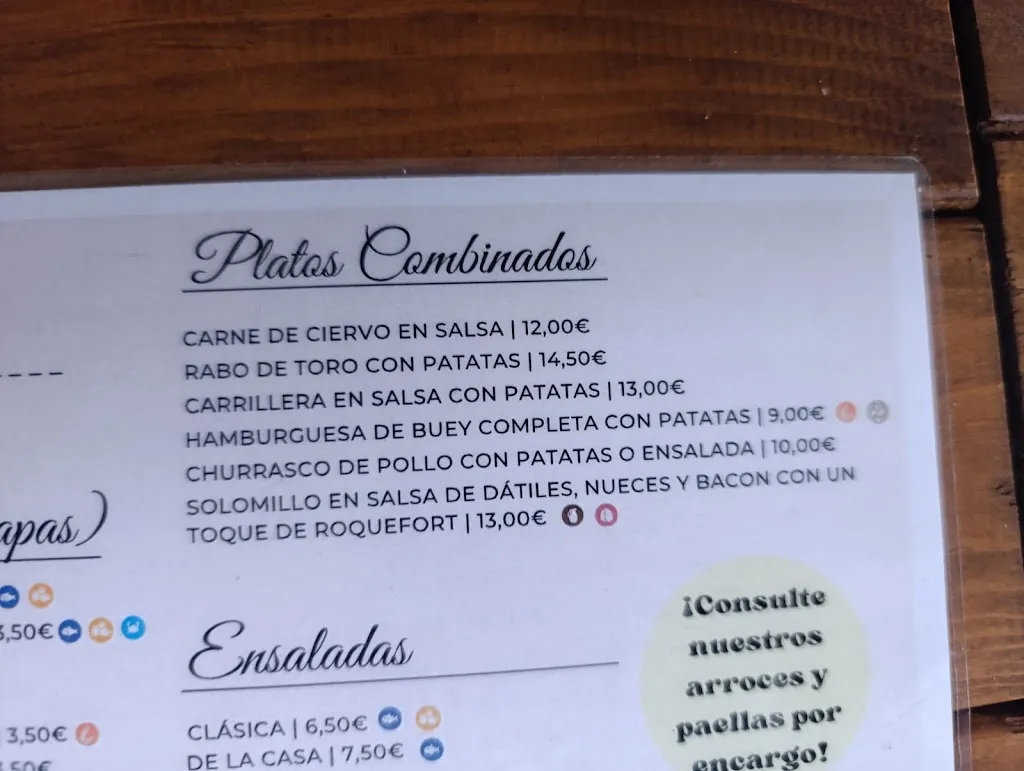 Platos Combinados
CARNE DE CIERVO EN SALSA | 12,00€
RABO DE TORO CON PATATAS | 14,50€
CARRILLERA EN SALSA CON PATATAS | 13,00€
HAMBURGUESA DE BUEY COMPLETA CON PATATAS | 9,00€
CHURRASCO DE POLLO CON PATATAS O ENSALADA | 10,00€
SOLOMILLO EN SALSA DE DÁTILES, NUECES Y BACON CON UN
TOQUE DE ROQUEFORT | 13,00€
apas)
3,50€
3,50€
,50€
Ensaladas
CLÁSICA | 6,50€
DE LA CASA | 7,50€
¡Consulte
nuestros
arroces y
paellas por
encargo!